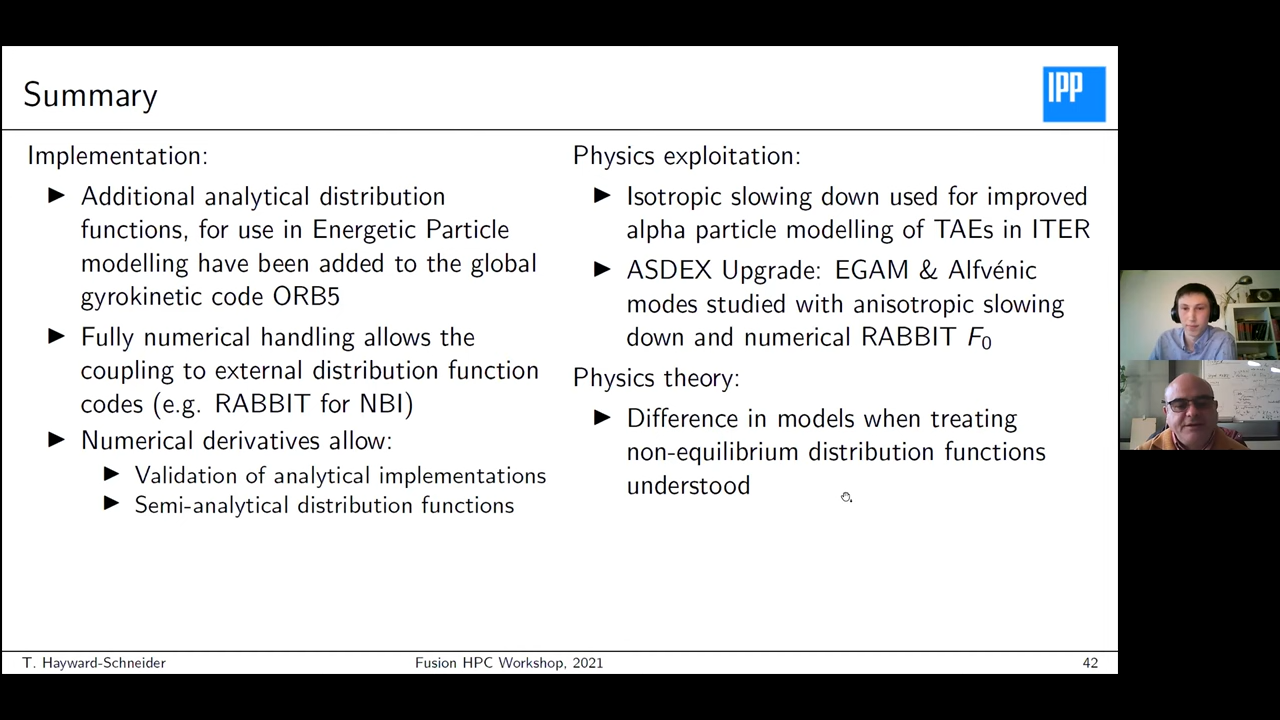 Summary
IPP
Implementation:
▶ Additional analytical distribution
functions, for use in Energetic Particle
modelling have been added to the global
gyrokinetic code ORB5
▶ Fully numerical handling allows the
coupling to external distribution function
codes (e.g. RABBIT for NBI)
▶ Numerical derivatives allow:
▶ Validation of analytical implementations
▶ Semi-analytical distribution functions
Physics exploitation:
▶ Isotropic slowing down used for improved
alpha particle modelling of TAEs in ITER
▶ ASDEX Upgrade: EGAM & Alfvénic
modes studied with anisotropic slowing
down and numerical RABBIT F₀
Physics theory:
▶ Difference in models when treating
non-equilibrium distribution functions
understood
T. Hayward-Schneider
Fusion HPC Workshop, 2021
42